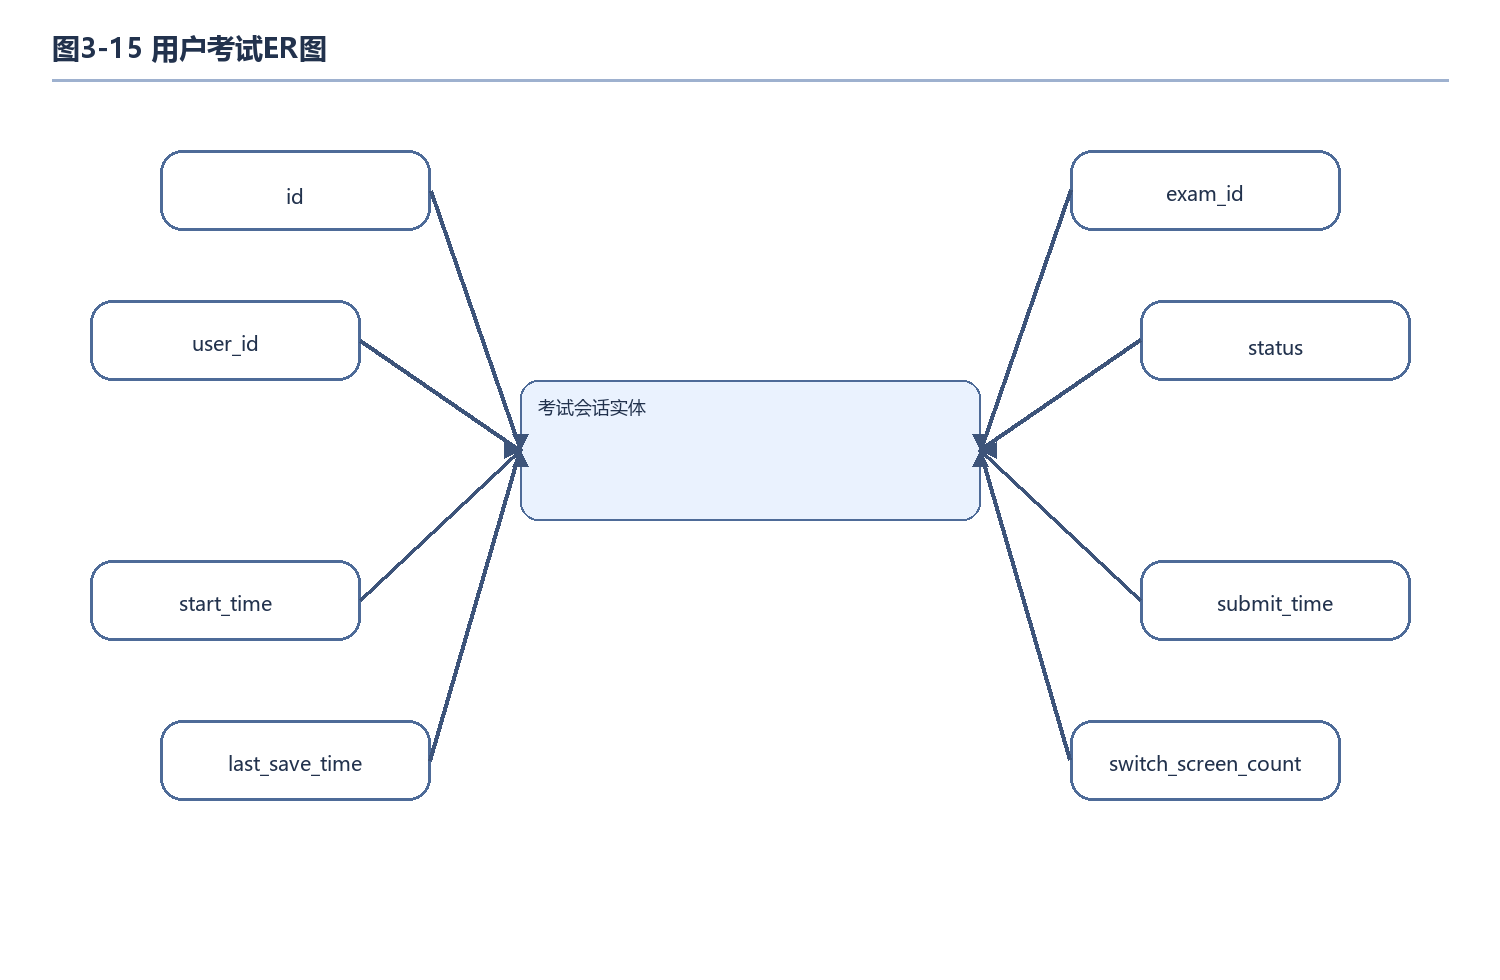 图3-15 用户考试ER图
id
exam_id
user_id
status
考试会话实体
start_time
submit_time
last_save_time
switch_screen_count